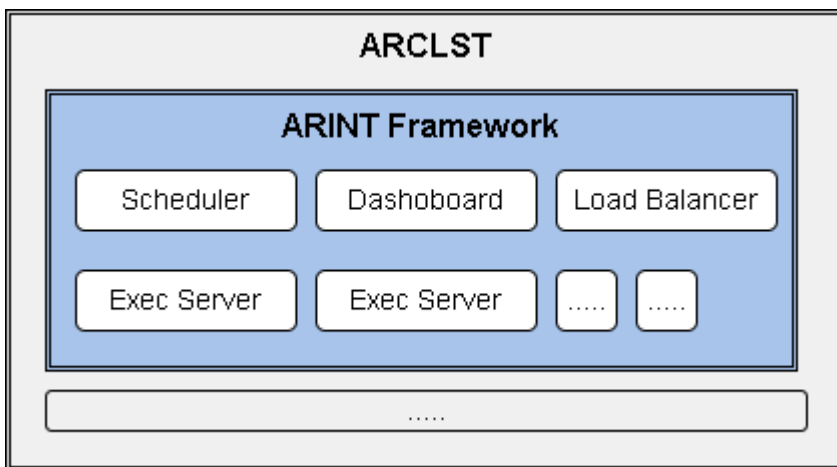 ARCLST
ARINT Framework
Scheduler
Dashoboard
Load Balancer
Exec Server
Exec Server
.....
.....
.....